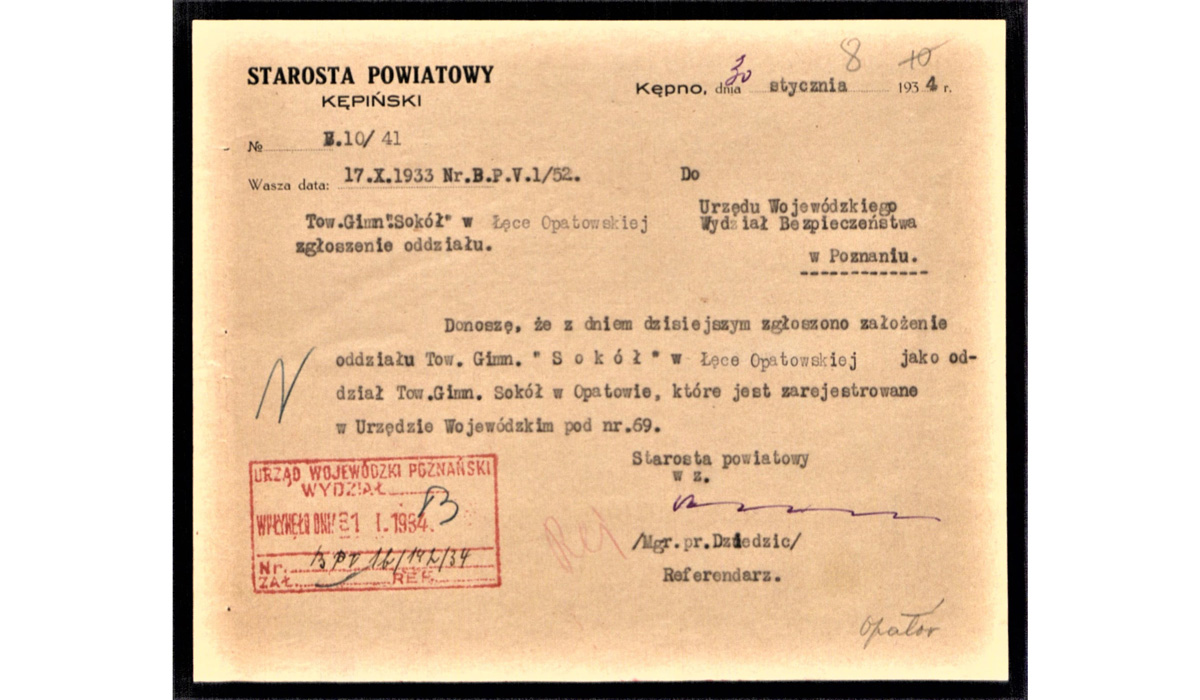 8 10
STAROSTA POWIATOWY
KĘPIŃSKI
Kępno, dnia 30 stycznia 1934 r.
№ B.10/ 41
Wasza data: 17.X.1933 Nr.B.P.V.1/52.
Do
Urzędu Wojewódzkiego
Wydział Bezpieczeństwa
w Poznaniu.
Tow.Gimn"Sokół" w Łęce Opatowskiej
zgłoszenie oddziału.
Donoszę, że z dniem dzisiejszym zgłoszono założenie
oddziału Tow. Gimn. "S o k ó ł" w Łęce Opatowskiej jako od-
dział Tow.Gimn. Sokół w Opatowie, które jest zarejestrowane
w Urzędzie Wojewódzkim pod nr.69.
Starosta powiatowy
w z.
/Mgr.pr.Dziedzic/
Referendarz.
URZĄD WOJEWÓDZKI POZNAŃSKI
WYDZIAŁ B
WPŁYNĘŁO DNIA 31 I. 1934.
Nr.
ZAŁ. REF.
Opatów